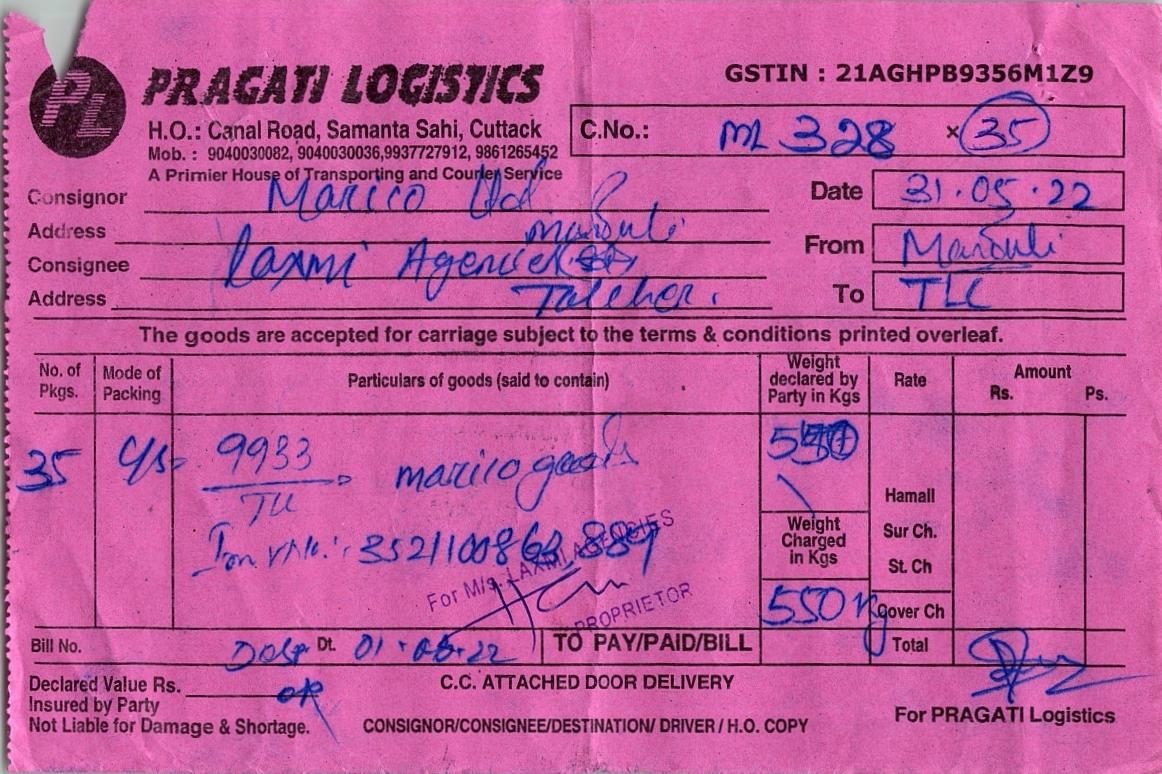 PL
PRAGATI LOGISTICS
GSTIN : 21AGHPB9356M1Z9
H.O.: Canal Road, Samanta Sahi, Cuttack
C.No.: ML 328 × 35
Mob. : 9040030082, 9040030036,9937727912, 9861265452
A Primier House of Transporting and Courier Service
Consignor Marico Ltd
Date 31.05.22
Address
From
Consignee Laxmi Agencies
Address Talcher.
To TLC
The goods are accepted for carriage subject to the terms & conditions printed overleaf.
No. of Pkgs.
Mode of Packing
Particulars of goods (said to contain)
Weight declared by Party in Kgs
Rate
Amount
Rs. Ps.
35 C/s 9933 marico goods 550
Hamall
Weight Charged in Kgs
Sur Ch.
St. Ch
For M/s. LAXMI AGENCIES
PROPRIETOR
550 Kg
Gover Ch
Bill No. Dt. 01.06.22
TO PAY/PAID/BILL
Total
Declared Value Rs.
C.C. ATTACHED DOOR DELIVERY
Insured by Party
Not Liable for Damage & Shortage.
CONSIGNOR/CONSIGNEE/DESTINATION/ DRIVER / H.O. COPY
For PRAGATI Logistics